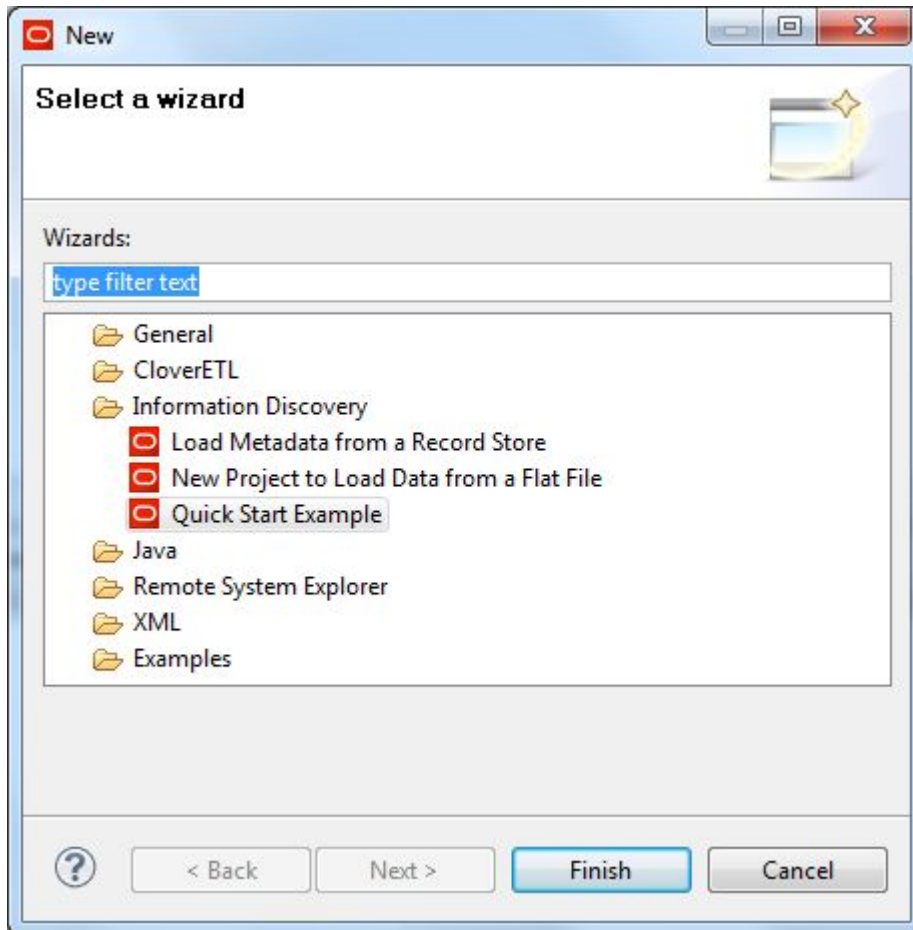 New
Select a wizard
Wizards:
type filter text
General
CloverETL
Information Discovery
Load Metadata from a Record Store
New Project to Load Data from a Flat File
Quick Start Example
Java
Remote System Explorer
XML
Examples
? < Back Next > Finish Cancel